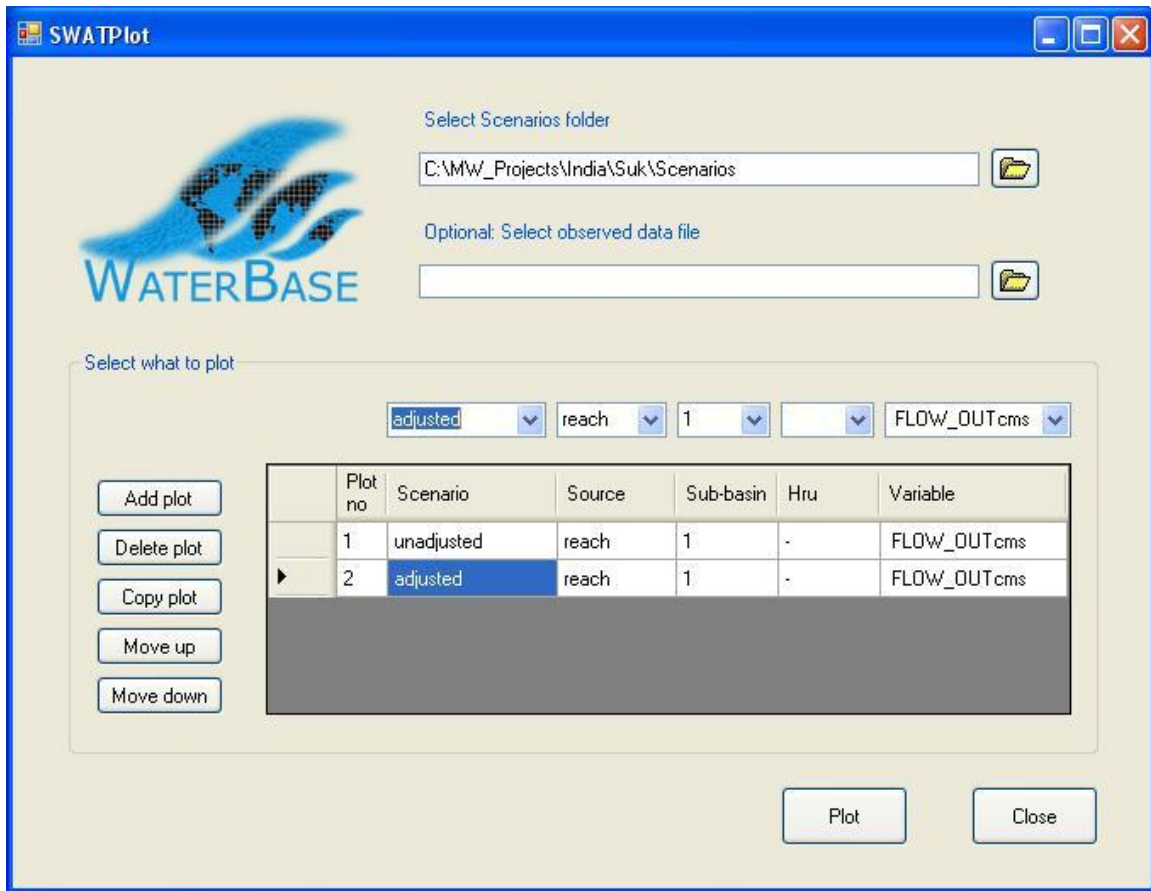 SWATPlot
Select Scenarios folder
C:\MW_Projects\India\Suk\Scenarios
Optional: Select observed data file
WATERBASE
Select what to plot
adjusted reach 1 FLOW_OUTcms
Plot no Scenario Source Sub-basin Hru Variable
1 unadjusted reach 1 - FLOW_OUTcms
2 adjusted reach 1 - FLOW_OUTcms
Add plot
Delete plot
Copy plot
Move up
Move down
Plot Close